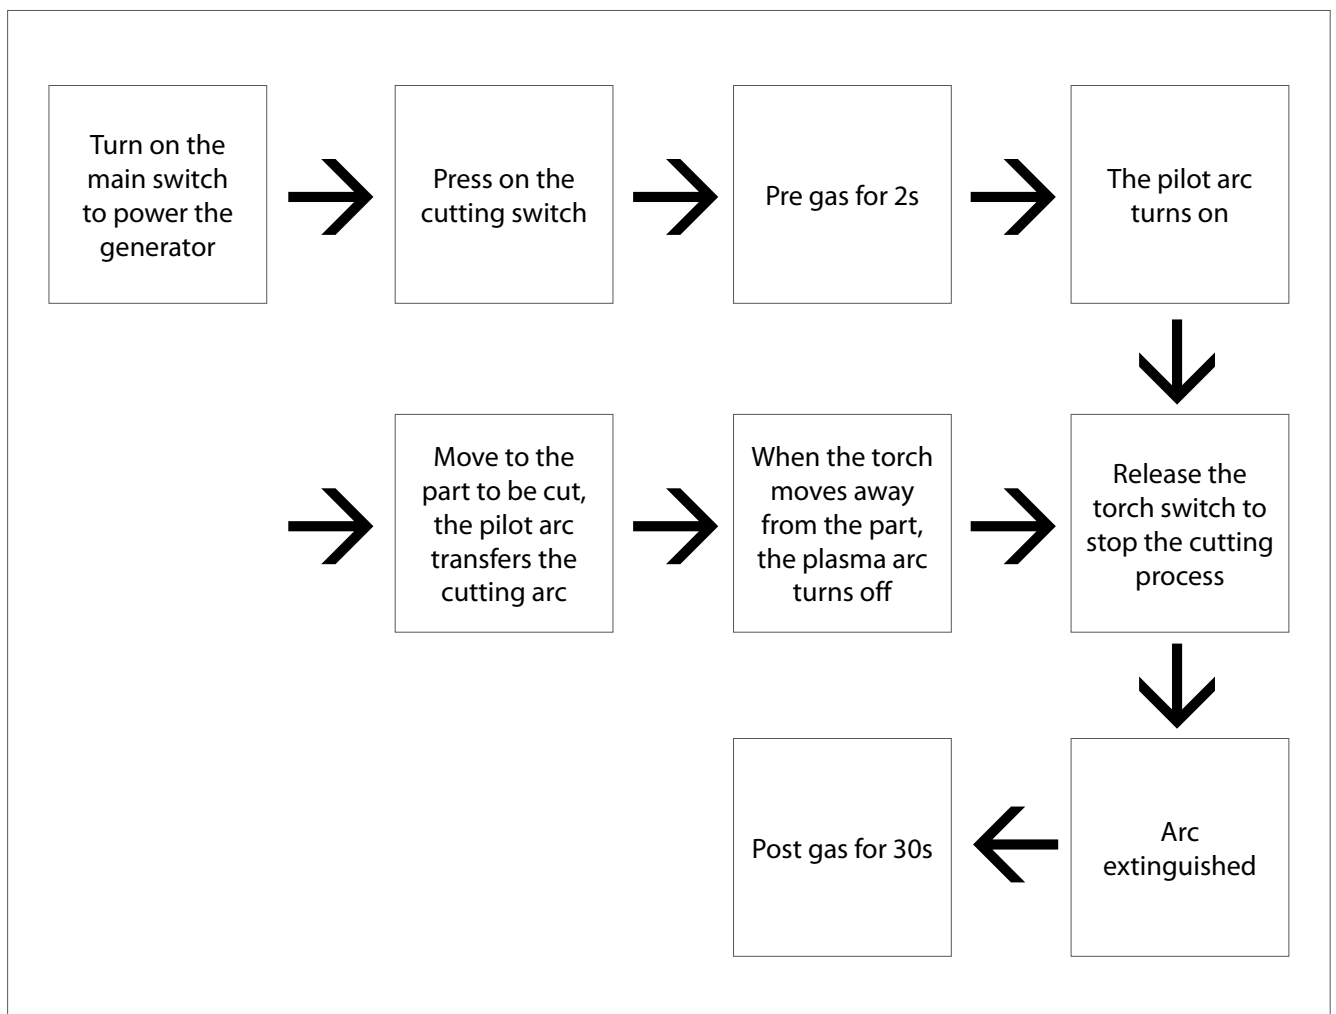 Turn on the
main switch
to power the
generator
Press on the
cutting switch
Pre gas for 2s
The pilot arc
turns on
Move to the
part to be cut,
the pilot arc
transfers the
cutting arc
When the torch
moves away
from the part,
the plasma arc
turns off
Release the
torch switch to
stop the cutting
process
Post gas for 30s
Arc
extinguished